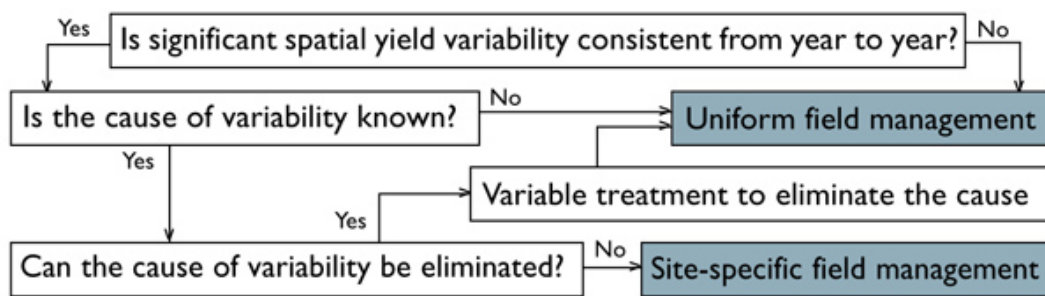 Yes
Is significant spatial yield variability consistent from year to year?
No
Is the cause of variability known?
No
Uniform field management
Yes
Variable treatment to eliminate the cause
Yes
Can the cause of variability be eliminated?
No
Site-specific field management